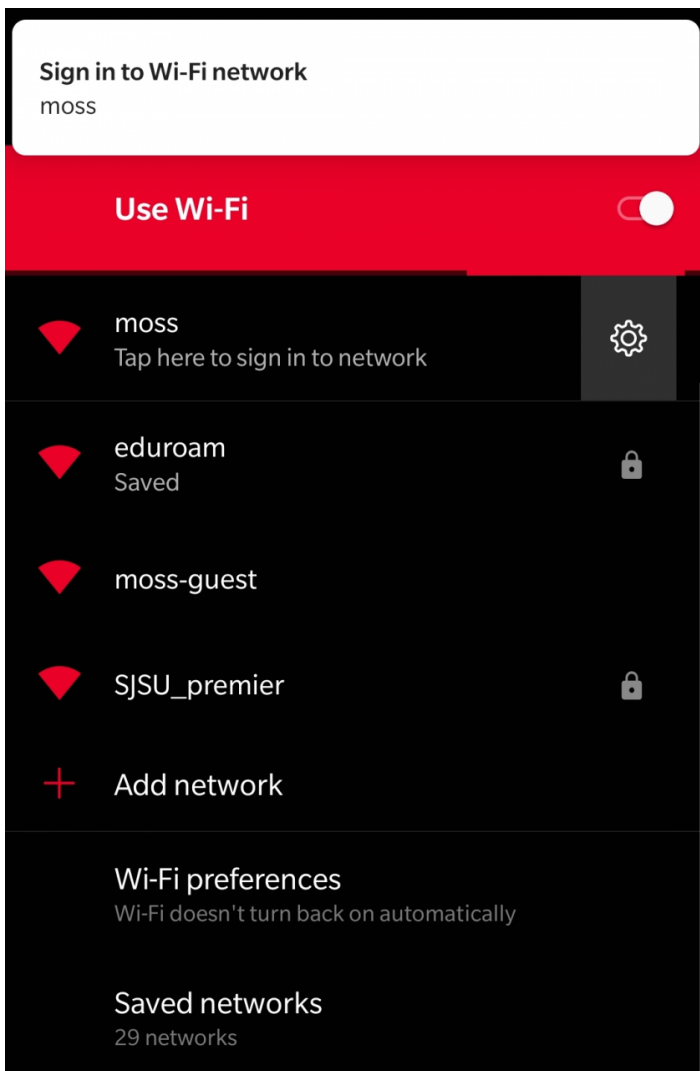 Sign in to Wi-Fi network
moss
Use Wi-Fi
moss
Tap here to sign in to network
eduroam
Saved
moss-guest
SJSU_premier
Add network
Wi-Fi preferences
Wi-Fi doesn't turn back on automatically
Saved networks
29 networks